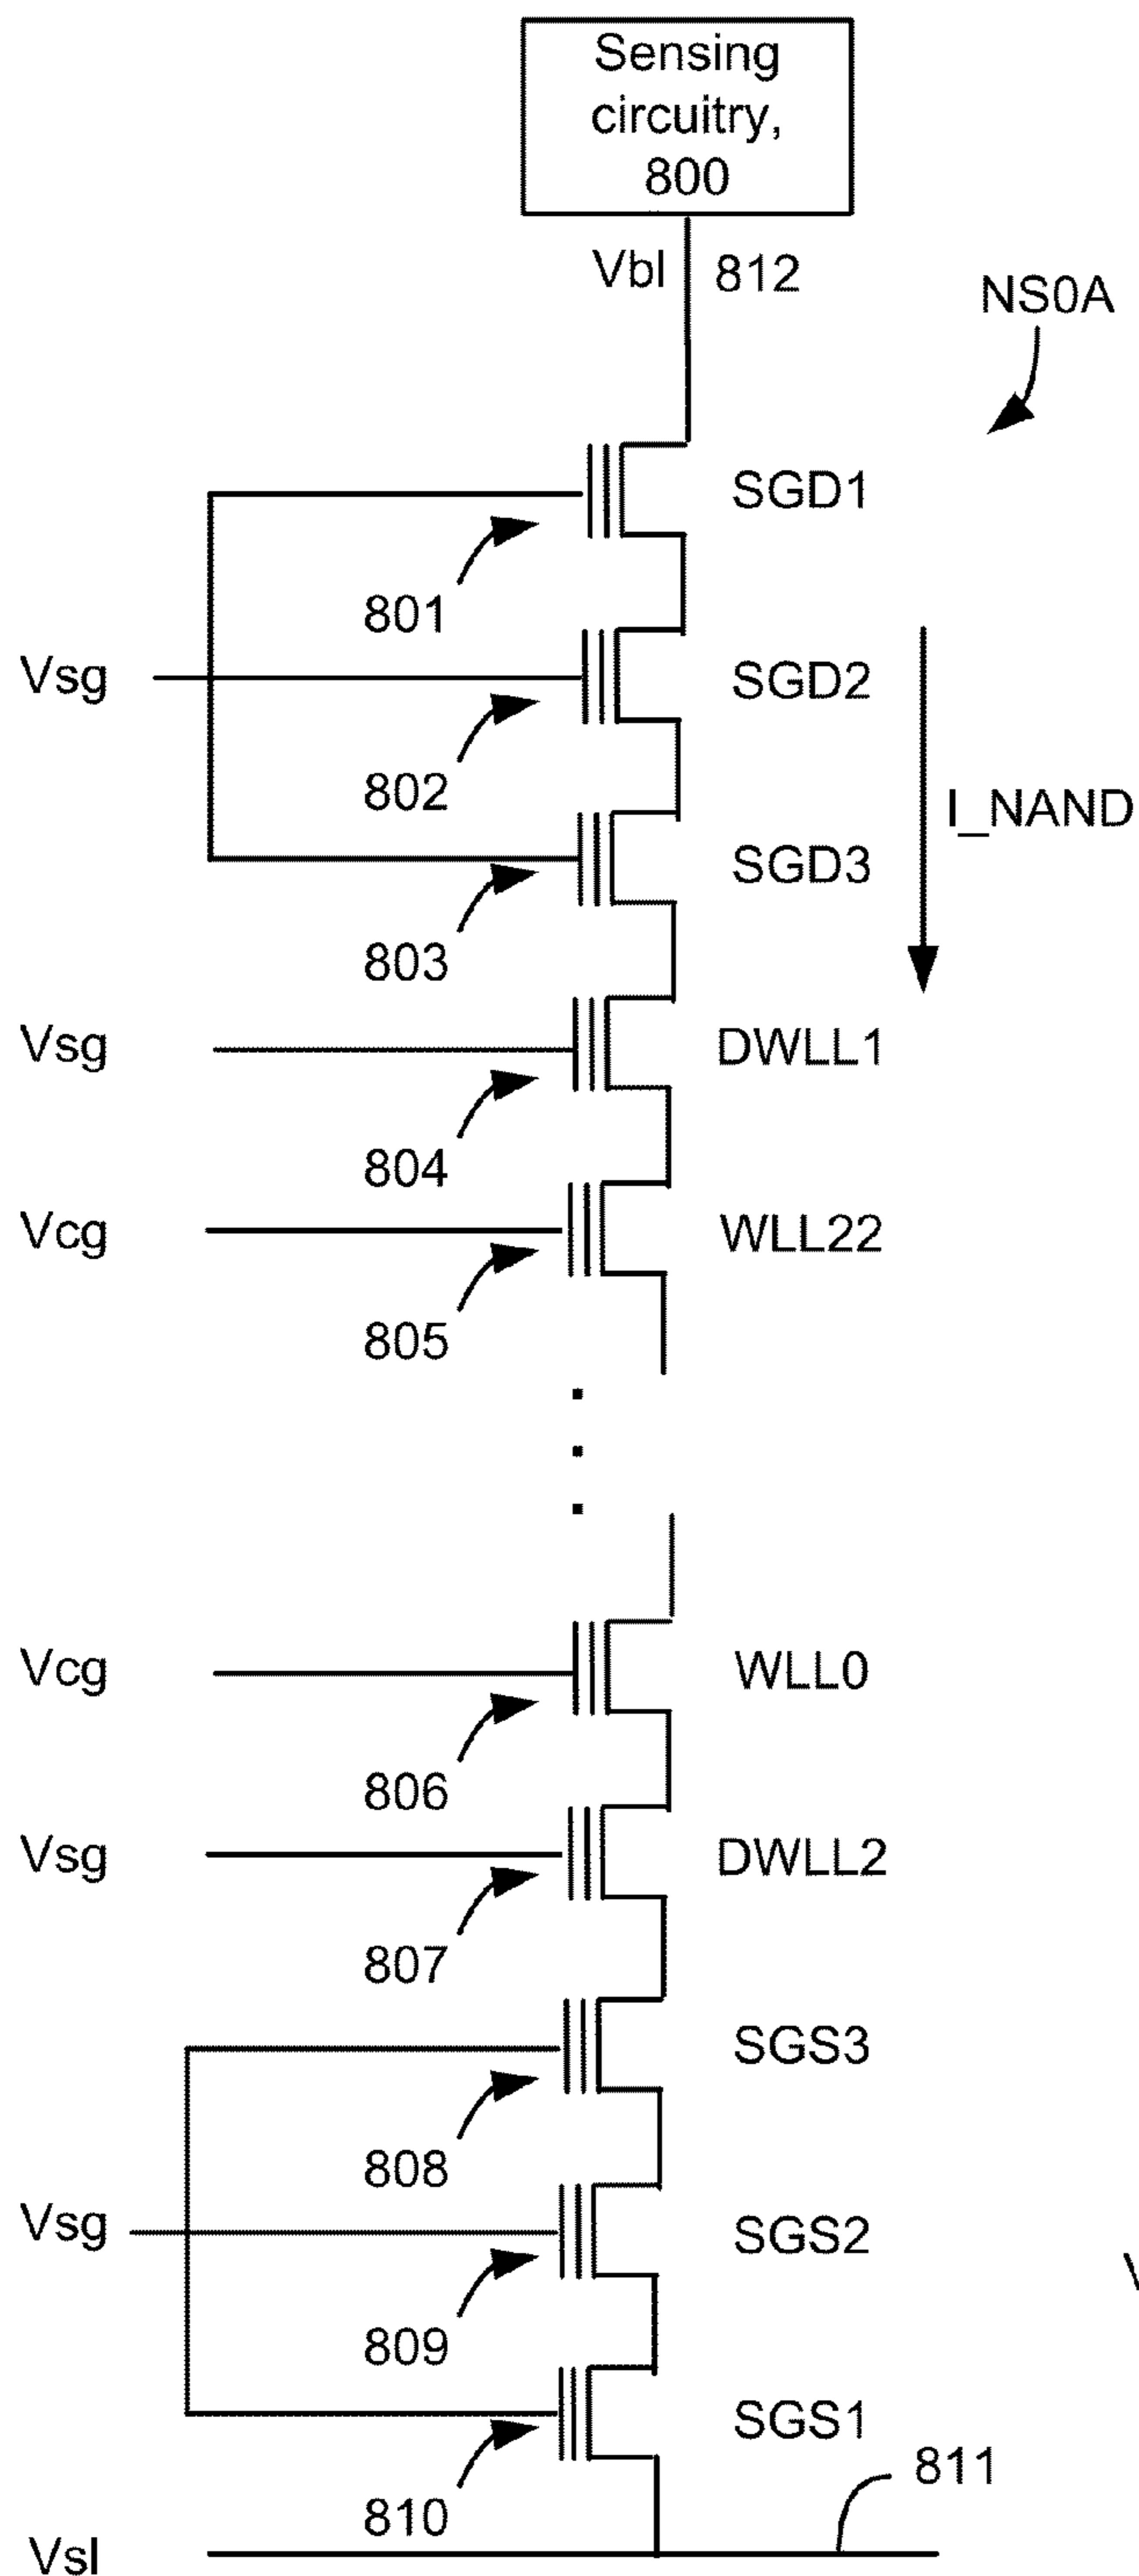 Sensing
circuitry,
800
Vbl 812
NS0A
SGD1
801
Vsg
SGD2
802
I_NAND
SGD3
803
Vsg
DWLL1
804
Vcg
WLL22
805
Vcg
WLL0
806
Vsg
DWLL2
807
SGS3
808
Vsg
SGS2
809
SGS1
811
810
Vsl